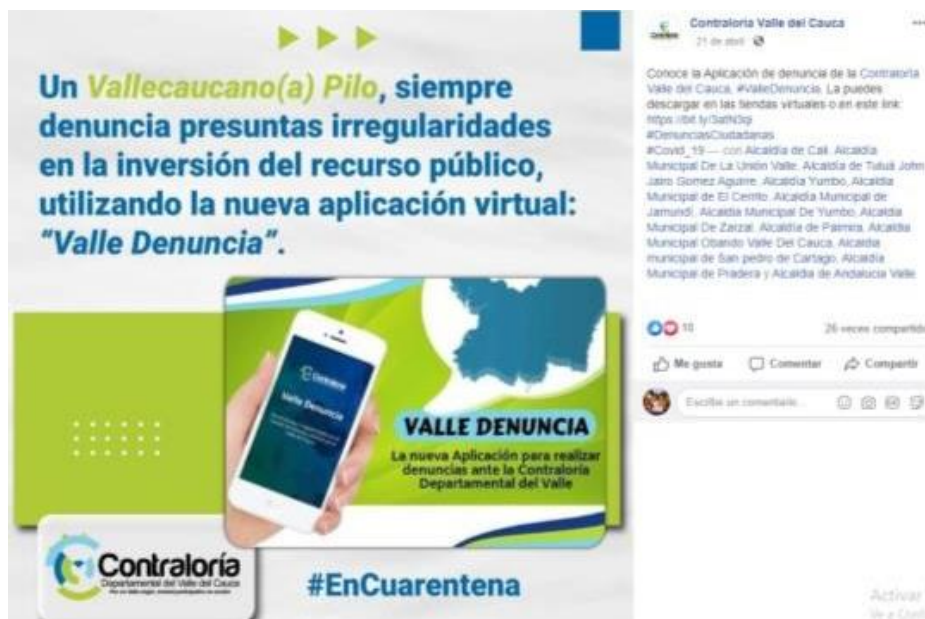 Un Vallecaucano(a) Pilo, siempre
denuncia presuntas irregularidades
en la inversión del recurso público,
utilizando la nueva aplicación virtual:
“Valle Denuncia”.
Contraloría
Valle Denuncia
VALLE DENUNCIA
La nueva Aplicación para realizar
denuncias ante la Contraloría
Departamental del Valle
Contraloría
Departamental del Valle del Cauca
#EnCuarentena
Contraloria Valle del Cauca
21 de abril
Conoce la Aplicación de denuncia de la Contraloría
Valle del Cauca, #ValleDenuncia. La puedes
descargar en las tiendas virtuales o en este link:
#DenunciasCiudadanas
#Covid_19 — con Alcaldía de Cali, Alcaldía
Municipal De La Unión Valle, Alcaldía de Tuluá John
Jairo Gomez Aguirre, Alcaldía Yumbo, Alcaldía
Municipal de El Cerrito, Alcaldía Municipal de
Jamundí, Alcaldía Municipal De Yumbo, Alcaldía
Municipal De Zarzal, Alcaldía de Palmira, Alcaldía
Municipal Obando Valle Del Cauca, Alcaldia
municipal de San pedro de Cartago, Alcaldía
Municipal de Pradera y Alcaldía de Andalucía Valle
26 veces compartido
Me gusta
Comentar
Compartir
Escribe un comentario...
Activar